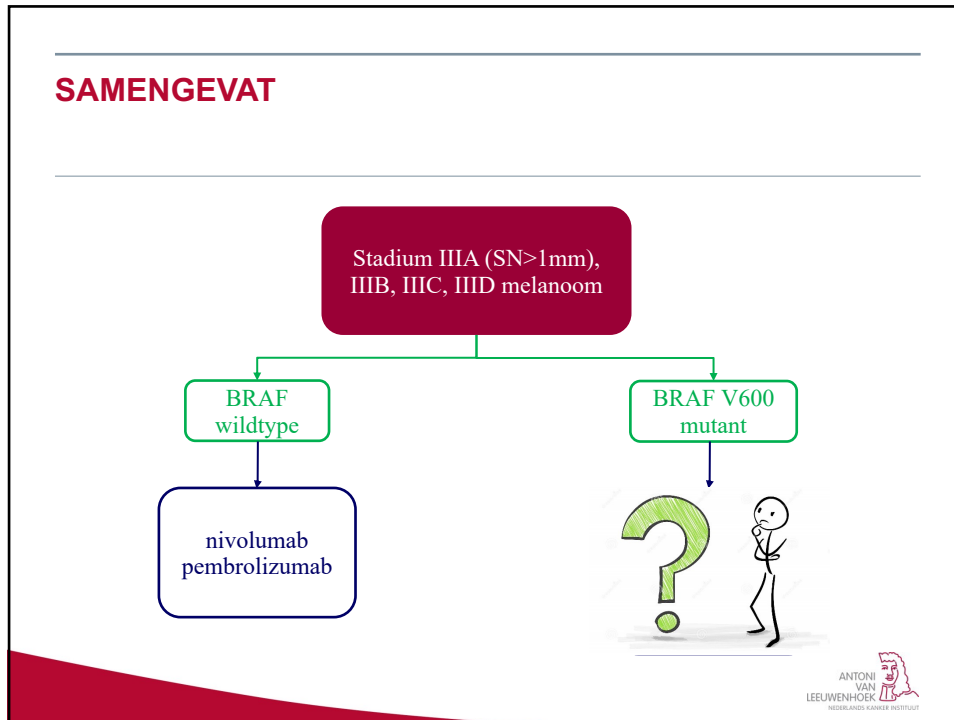 SAMENGEVAT
Stadium IIIA (SN>1mm),
IIIB, IIIC, IIID melanoom
BRAF
wildtype
BRAF V600
mutant
nivolumab
pembrolizumab
?
ANTONI
VAN
LEEUWENHOEK
NEDERLANDS KANKER INSTITUUT